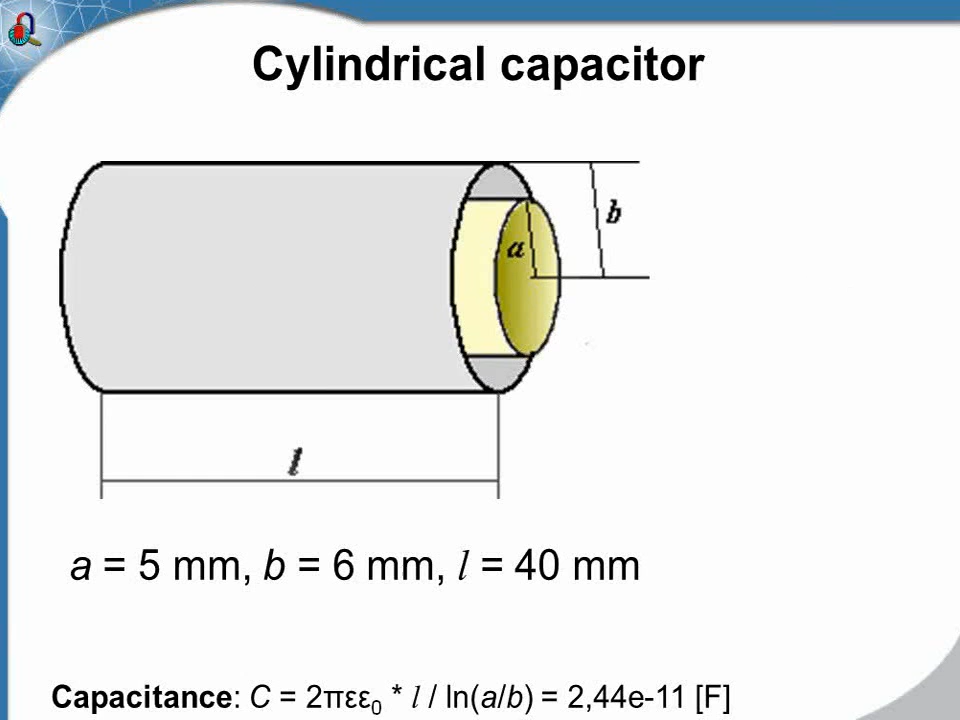 Cylindrical capacitor
b
a
l
a = 5 mm, b = 6 mm, l = 40 mm
Capacitance: C = 2πεε₀ * l / ln(a/b) = 2,44e-11 [F]